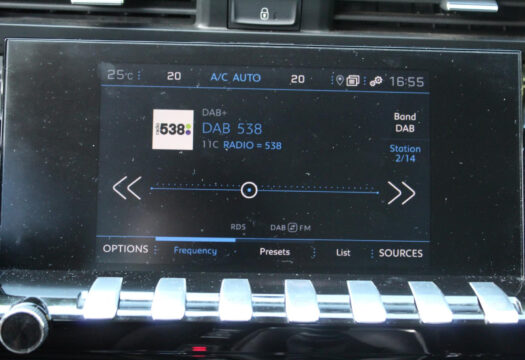 25°C 20 A/C AUTO 20 16:55
DAB+
radio 538
DAB 538
11C RADIO = 538
Band
DAB
Station
2/14
RDS DAB FM
OPTIONS Frequency Presets List SOURCES